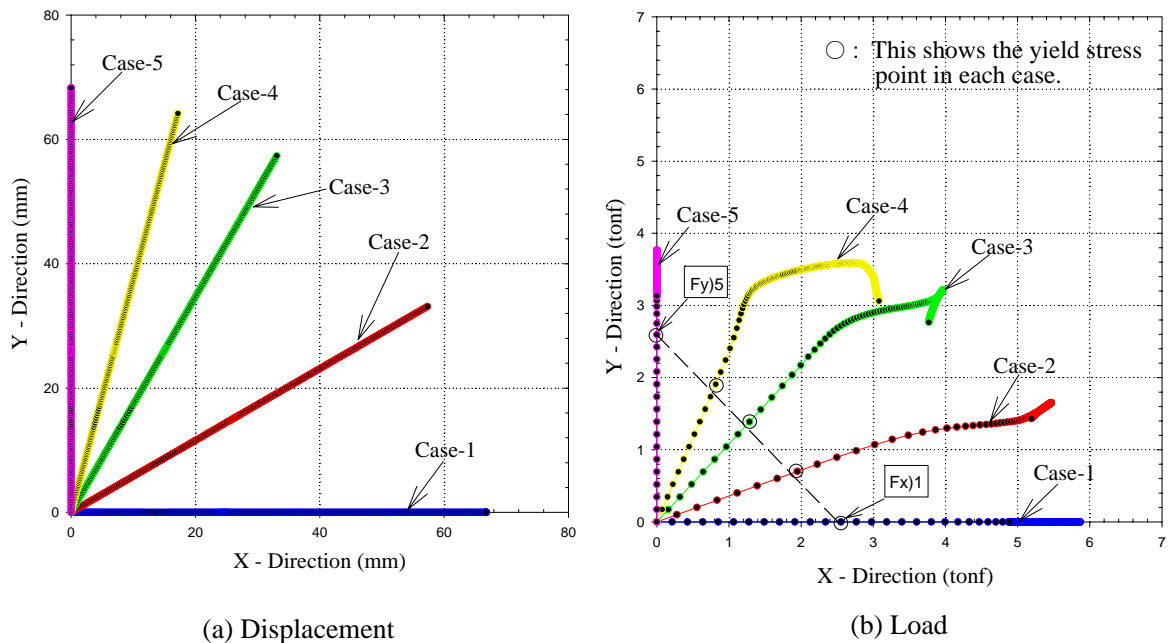 80
60
40
20
0
Y - Direction (mm)
Case-5
Case-4
Case-3
Case-2
Case-1
0 20 40 60 80
X - Direction (mm)
(a) Displacement
7
6
5
4
3
2
1
0
Y - Direction (tonf)
○ : This shows the yield stress
point in each case.
Case-5
Case-4
Case-3
Fy)5
Case-2
Fx)1
Case-1
0 1 2 3 4 5 6 7
X - Direction (tonf)
(b) Load